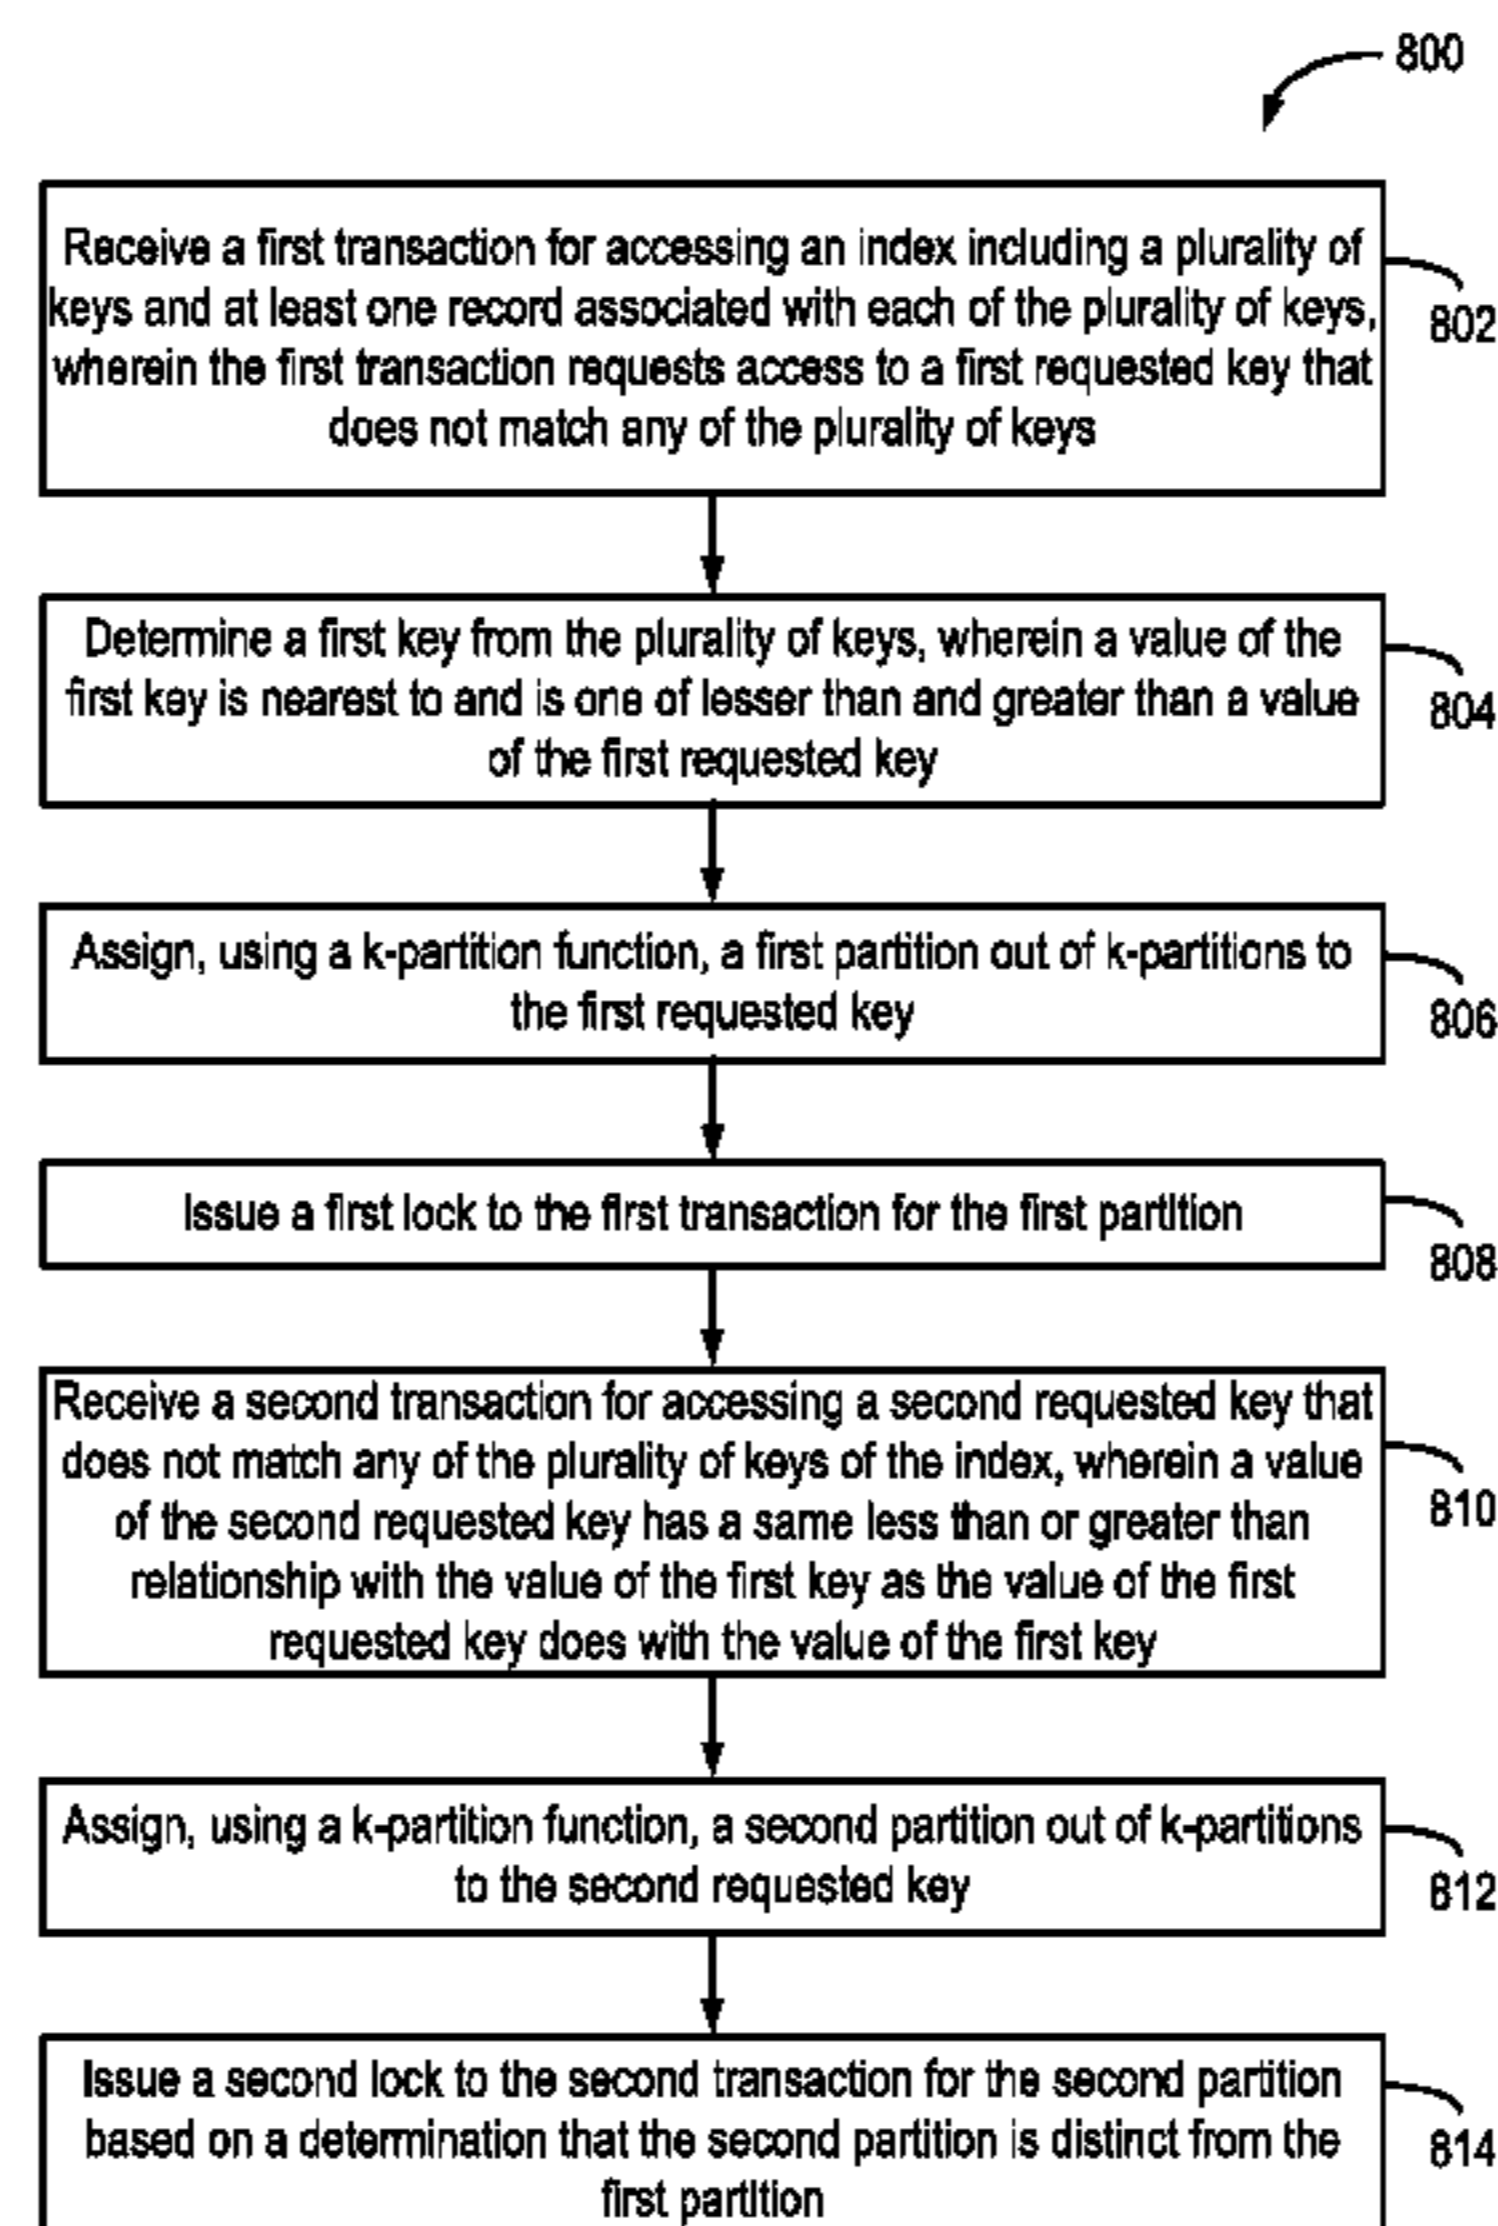 800
Receive a first transaction for accessing an index including a plurality of
keys and at least one record associated with each of the plurality of keys,
wherein the first transaction requests access to a first requested key that
does not match any of the plurality of keys
802
Determine a first key from the plurality of keys, wherein a value of the
first key is nearest to and is one of lesser than and greater than a value
of the first requested key
804
Assign, using a k-partition function, a first partition out of k-partitions to
the first requested key
806
Issue a first lock to the first transaction for the first partition
808
Receive a second transaction for accessing a second requested key that
does not match any of the plurality of keys of the index, wherein a value
of the second requested key has a same less than or greater than
relationship with the value of the first key as the value of the first
requested key does with the value of the first key
810
Assign, using a k-partition function, a second partition out of k-partitions
to the second requested key
812
Issue a second lock to the second transaction for the second partition
based on a determination that the second partition is distinct from the
first partition
814